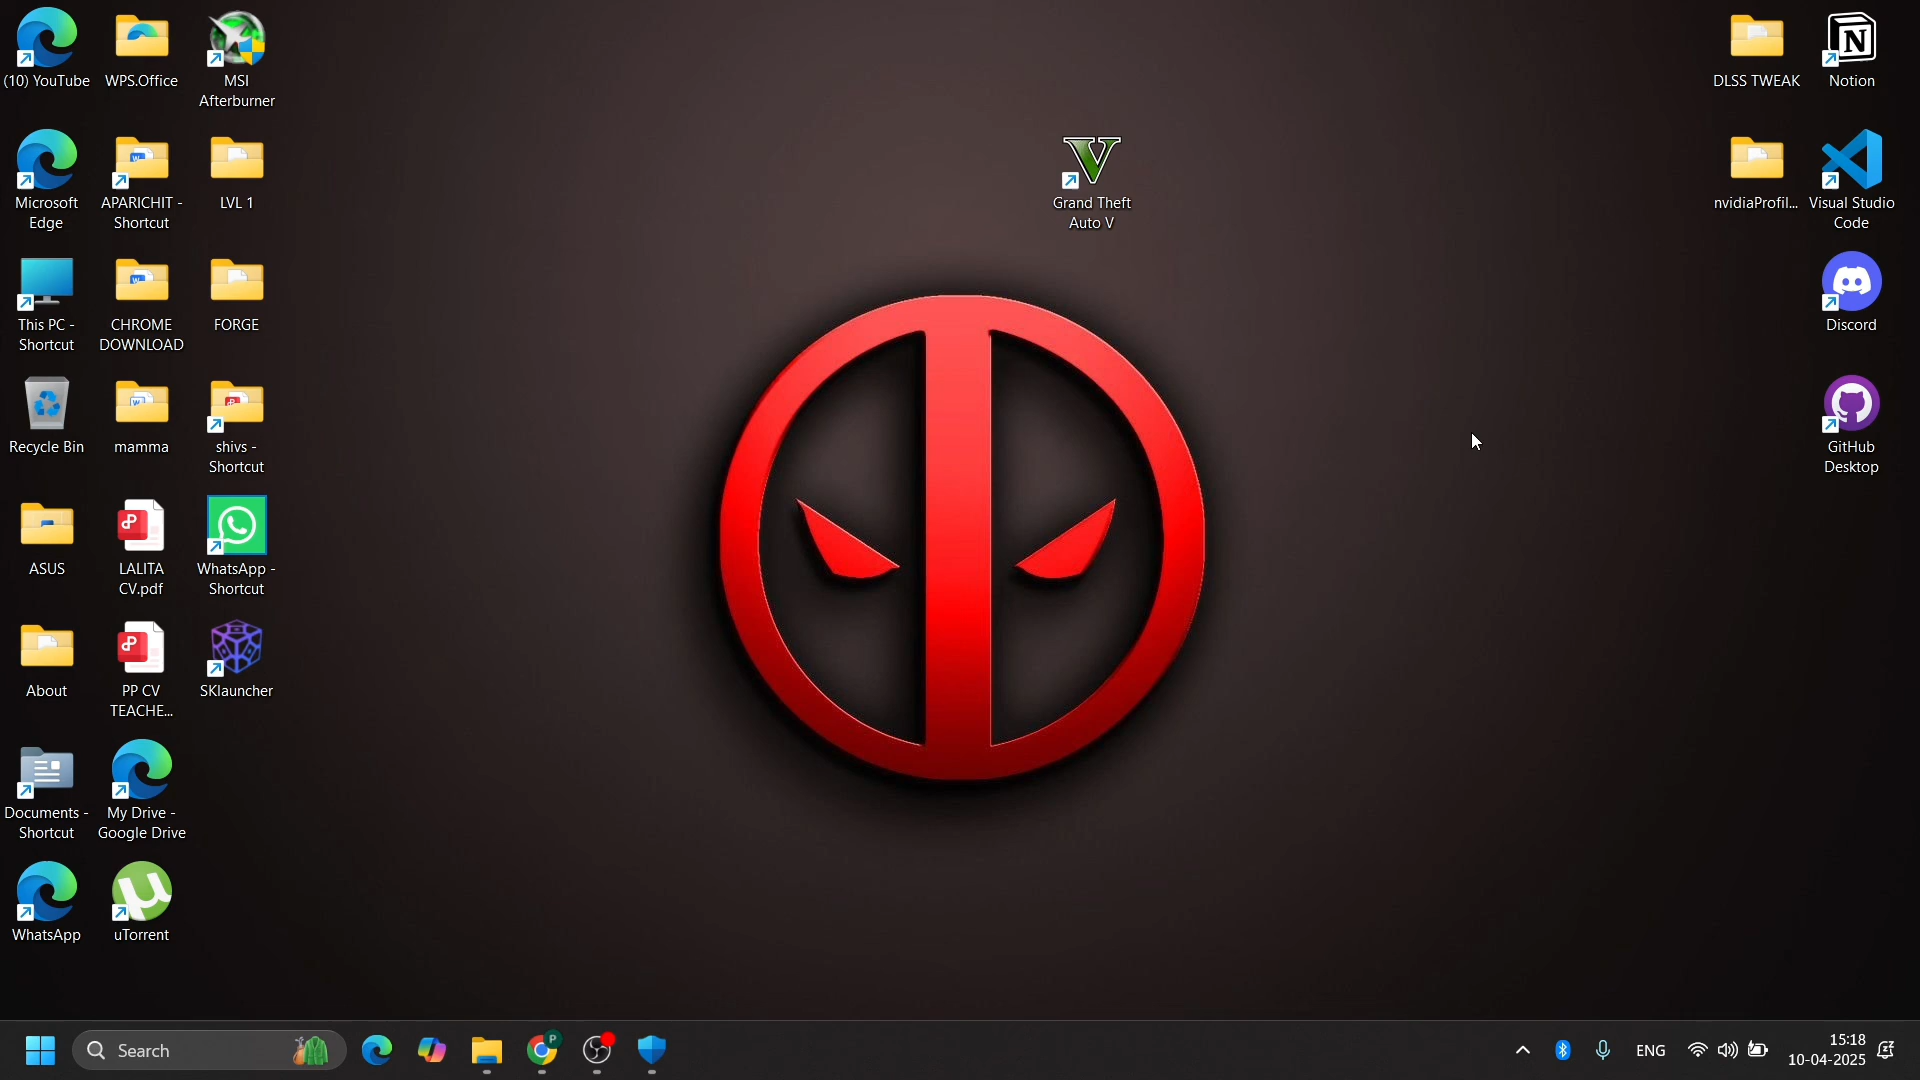 (10) YouTube
WPS.Office
MSI
Afterburner
DLSS TWEAK
N
Notion
Microsoft
Edge
APARICHIT -
Shortcut
LVL 1
V
Grand Theft
Auto V
nvidiaProfil...
Visual Studio
Code
This PC -
Shortcut
CHROME
DOWNLOAD
FORGE
Discord
Recycle Bin
mamma
shivs -
Shortcut
GitHub
Desktop
ASUS
LALITA
CV.pdf
WhatsApp -
Shortcut
About
PP CV
TEACHE...
SKlauncher
Documents -
Shortcut
My Drive -
Google Drive
WhatsApp
uTorrent
Search
P
ENG
15:18
10-04-2025